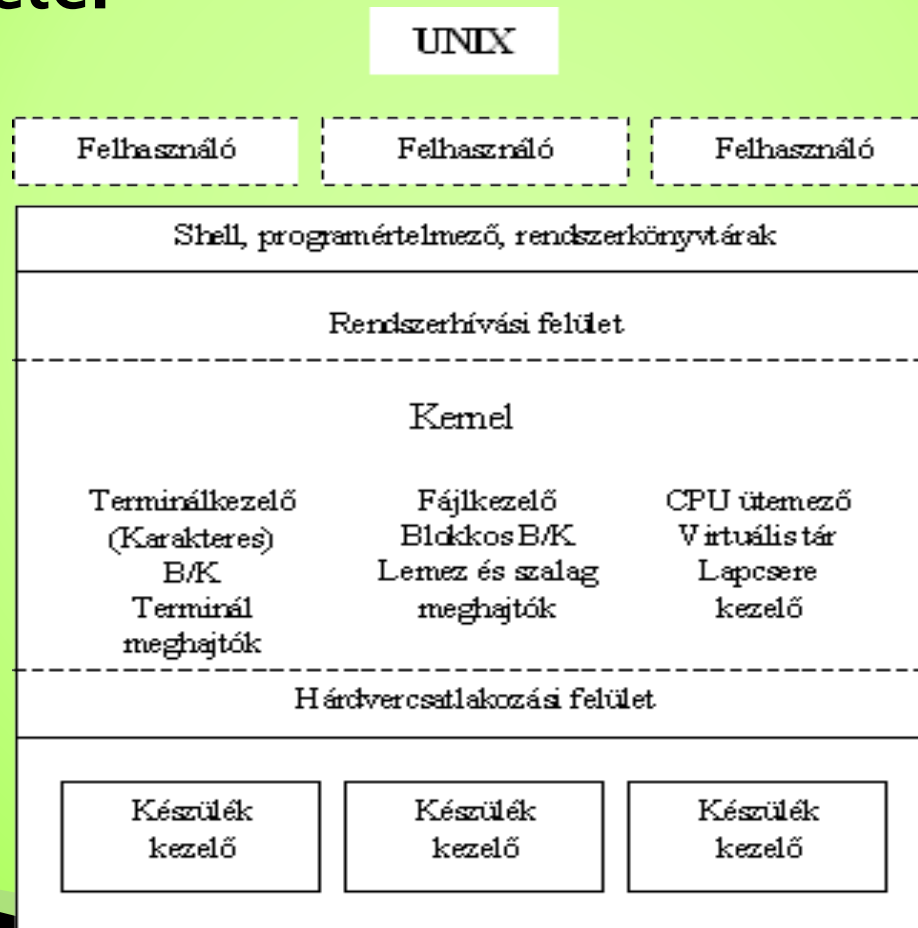 UNIX
Felhasználó Felhasználó Felhasználó
Shell, programértelmező, rendszerkönyvtárak
Rendszerhívási felület
Kernel
Terminálkezelő
(Karakteres)
B/K
Terminál
meghajtók
Fájlkezelő
Blokkos B/K
Lemez és szalag
meghajtók
CPU ütemező
Virtuális tár
Lapcsere
kezelő
Hárdvercsatlakozási felület
Készülék
kezelő
Készülék
kezelő
Készülék
kezelő